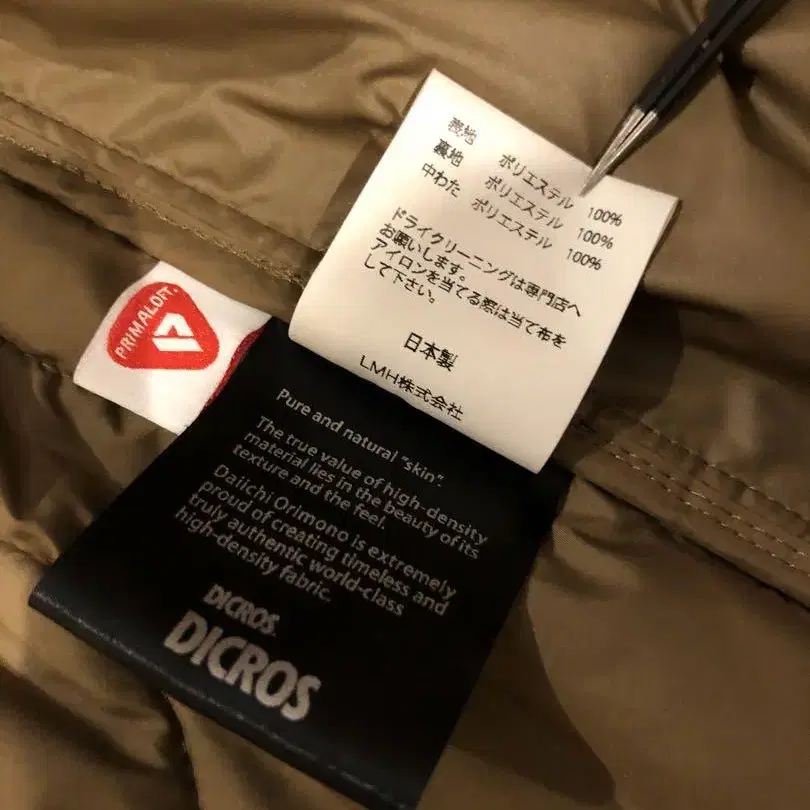 表地 ポリエステル 100%
裏地 ポリエステル 100%
中わた ポリエステル 100%
ドライクリーニングは専門店へ
お願いします。
アイロンを当てる際は当て布を
して下さい。
日本製
LMH株式会社
PRIMALOFT.
Pure and natural "skin".
The true value of high-density
material lies in the beauty of its
texture and the feel.
Daiichi Orimono is extremely
proud of creating timeless and
truly authentic world-class
high-density fabric.
DICROS.
DICROS